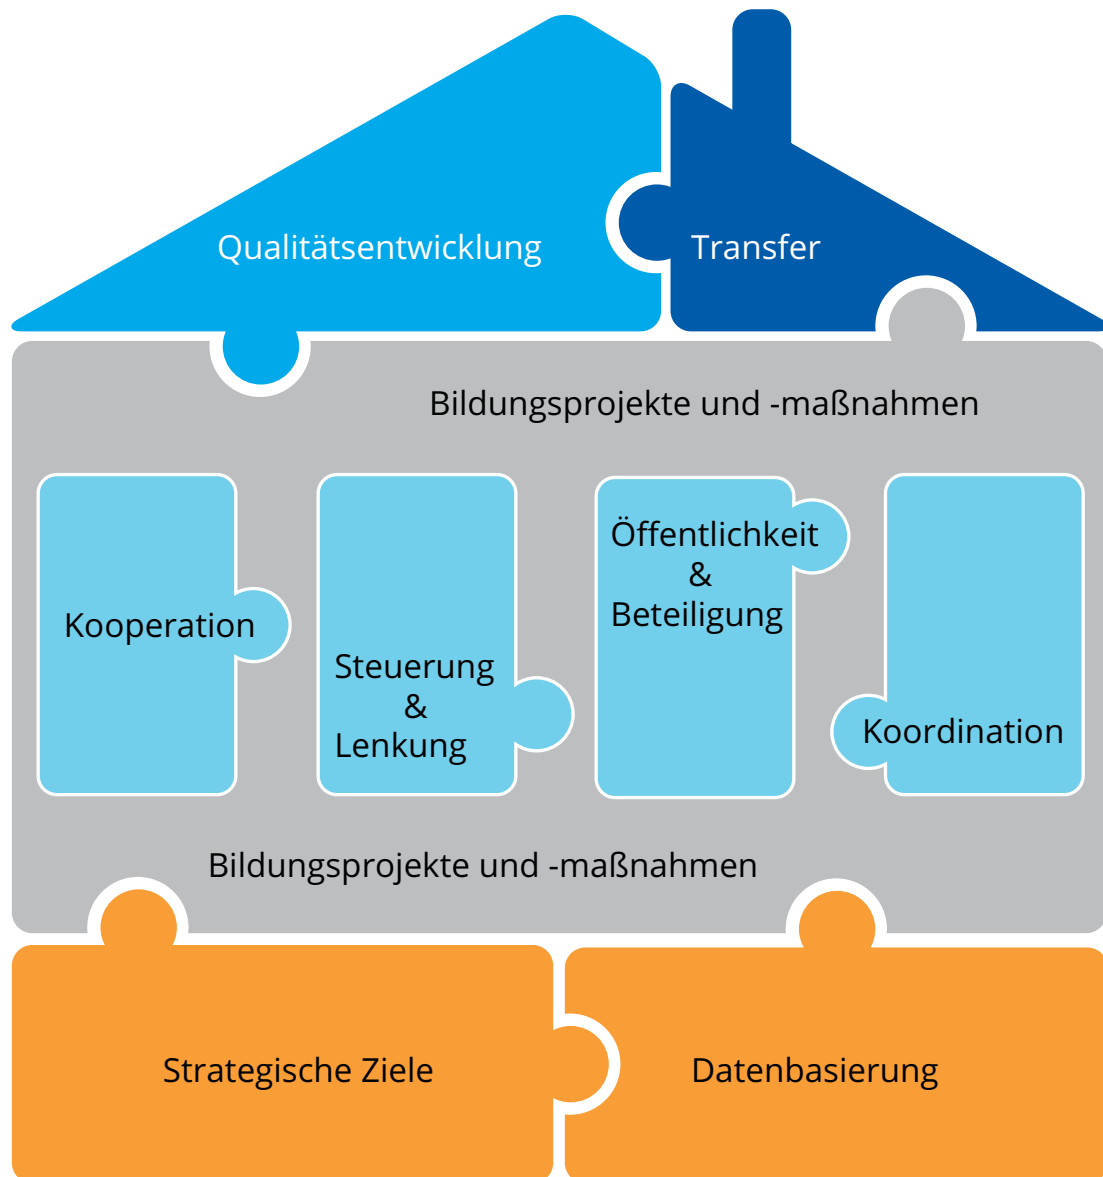 Qualitätsentwicklung
Transfer
Bildungsprojekte und -maßnahmen
Kooperation
Steuerung
&
Lenkung
Öffentlichkeit
&
Beteiligung
Koordination
Bildungsprojekte und -maßnahmen
Strategische Ziele
Datenbasierung